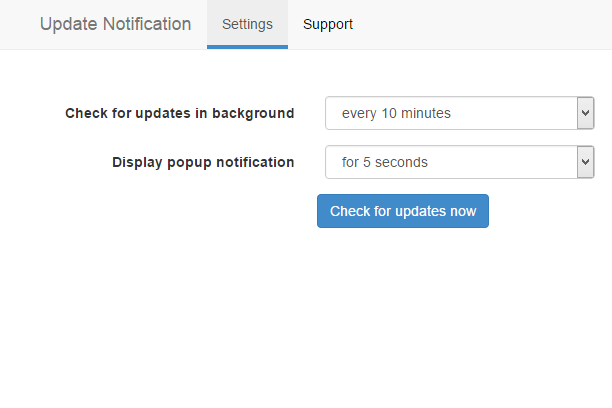 Update Notification Settings Support
Check for updates in background every 10 minutes
Display popup notification for 5 seconds
Check for updates now